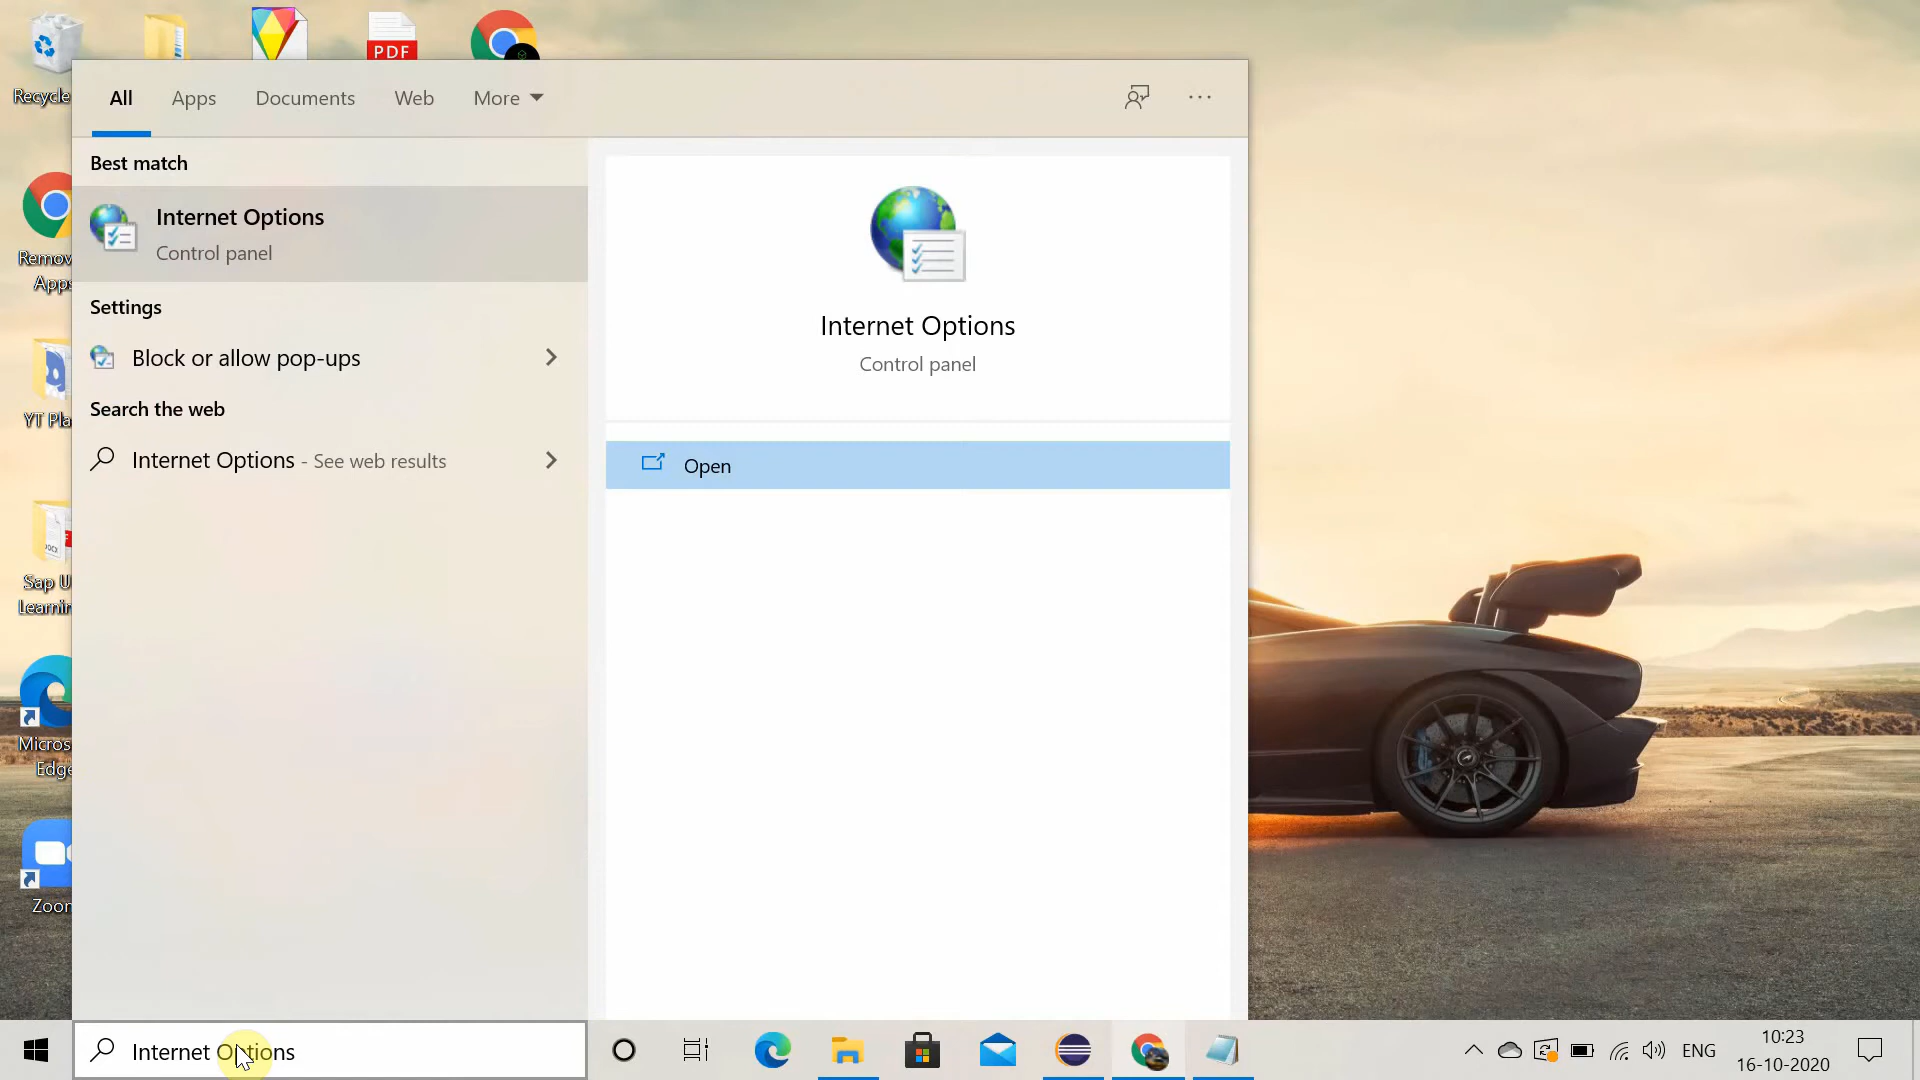 PDF
Recycle
All
Apps
Documents
Web
More
Best match
Internet Options
Control panel
Settings
Block or allow pop-ups
Search the web
Internet Options - See web results
Internet Options
Control panel
Open
Remov
Apps
YT Pla
DOCX
Sap U
Learnin
Micros
Edge
Zoor
Internet Options
ENG
10:23
16-10-2020